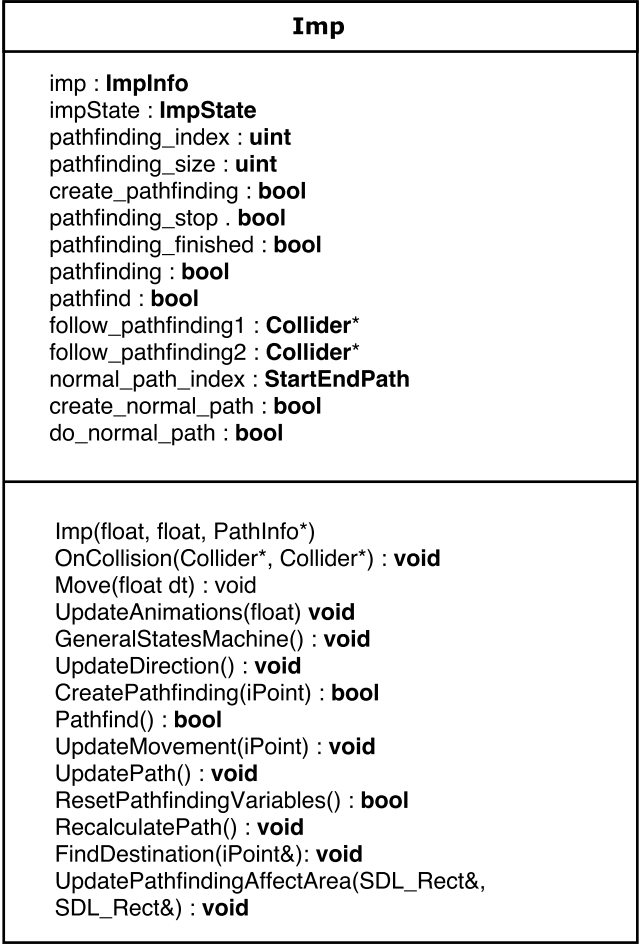 Imp
imp : ImpInfo
impState : ImpState
pathfinding_index : uint
pathfinding_size : uint
create_pathfinding : bool
pathfinding_stop . bool
pathfinding_finished : bool
pathfinding : bool
pathfind : bool
follow_pathfinding1 : Collider*
follow_pathfinding2 : Collider*
normal_path_index : StartEndPath
create_normal_path : bool
do_normal_path : bool
Imp(float, float, PathInfo*)
OnCollision(Collider*, Collider*) : void
Move(float dt) : void
UpdateAnimations(float) void
GeneralStatesMachine() : void
UpdateDirection() : void
CreatePathfinding(iPoint) : bool
Pathfind() : bool
UpdateMovement(iPoint) : void
UpdatePath() : void
ResetPathfindingVariables() : bool
RecalculatePath() : void
FindDestination(iPoint&): void
UpdatePathfindingAffectArea(SDL_Rect&,
SDL_Rect&) : void